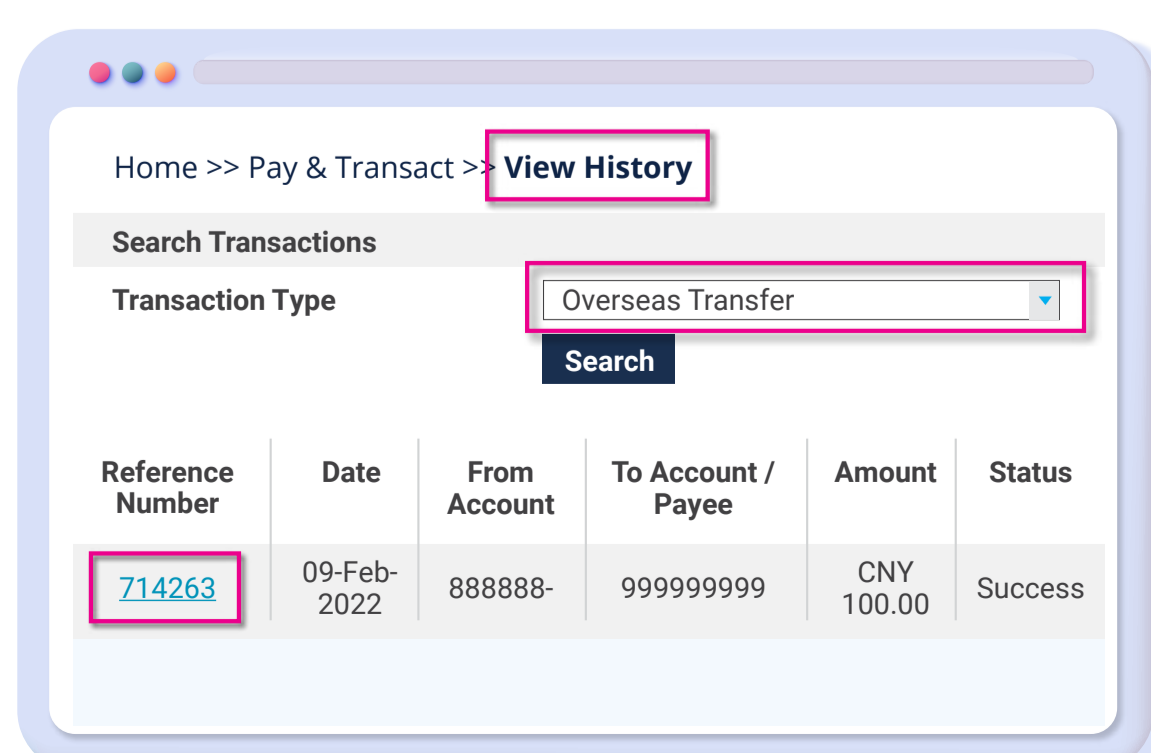 Home >> Pay & Transact >> View History
Search Transactions
Transaction Type
Overseas Transfer
Search
Reference Number
Date
From Account
To Account / Payee
Amount
Status
714263
09-Feb-2022
888888-
999999999
CNY 100.00
Success